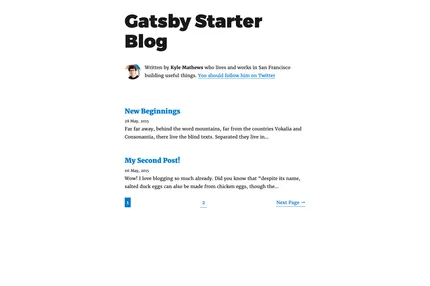 Gatsby Starter
Blog
Written by Kyle Mathews who lives and works in San Francisco
building useful things. You should follow him on Twitter
New Beginnings
28 May, 2015
Far far away, behind the word mountains, far from the countries Vokalia and
Consonantia, there live the blind texts. Separated they live in…
My Second Post!
06 May, 2015
Wow! I love blogging so much already. Did you know that “despite its name,
salted duck eggs can also be made from chicken eggs, though the…
1 2 Next Page →